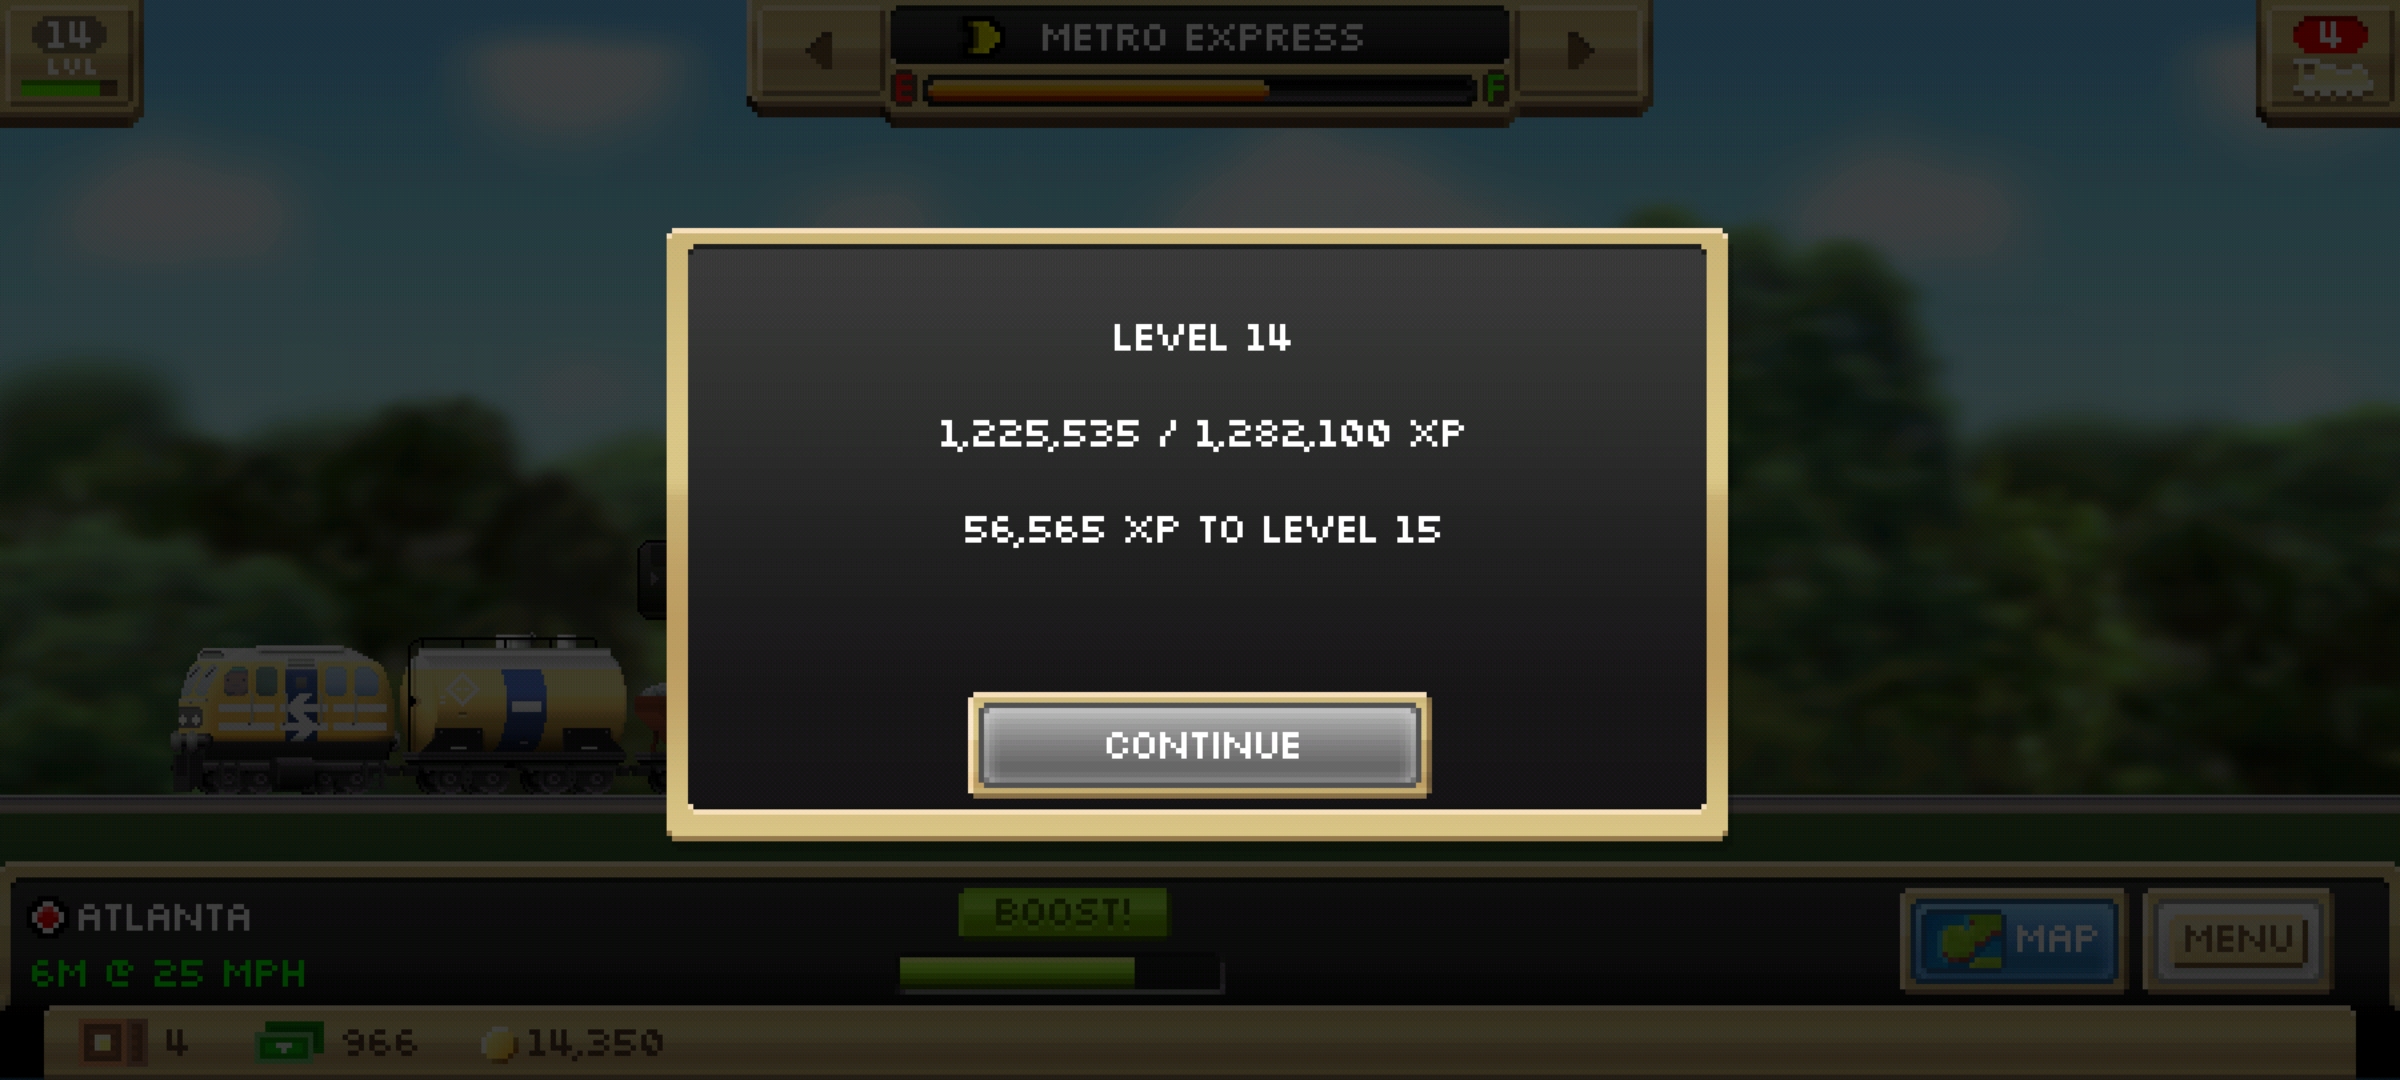 14
LVL
METRO EXPRESS
E
F
4
LEVEL 14
1,225,535 / 1,282,100 XP
56,565 XP TO LEVEL 15
CONTINUE
ATLANTA
6M @ 25 MPH
BOOST!
MAP
MENU
4
966
14,350